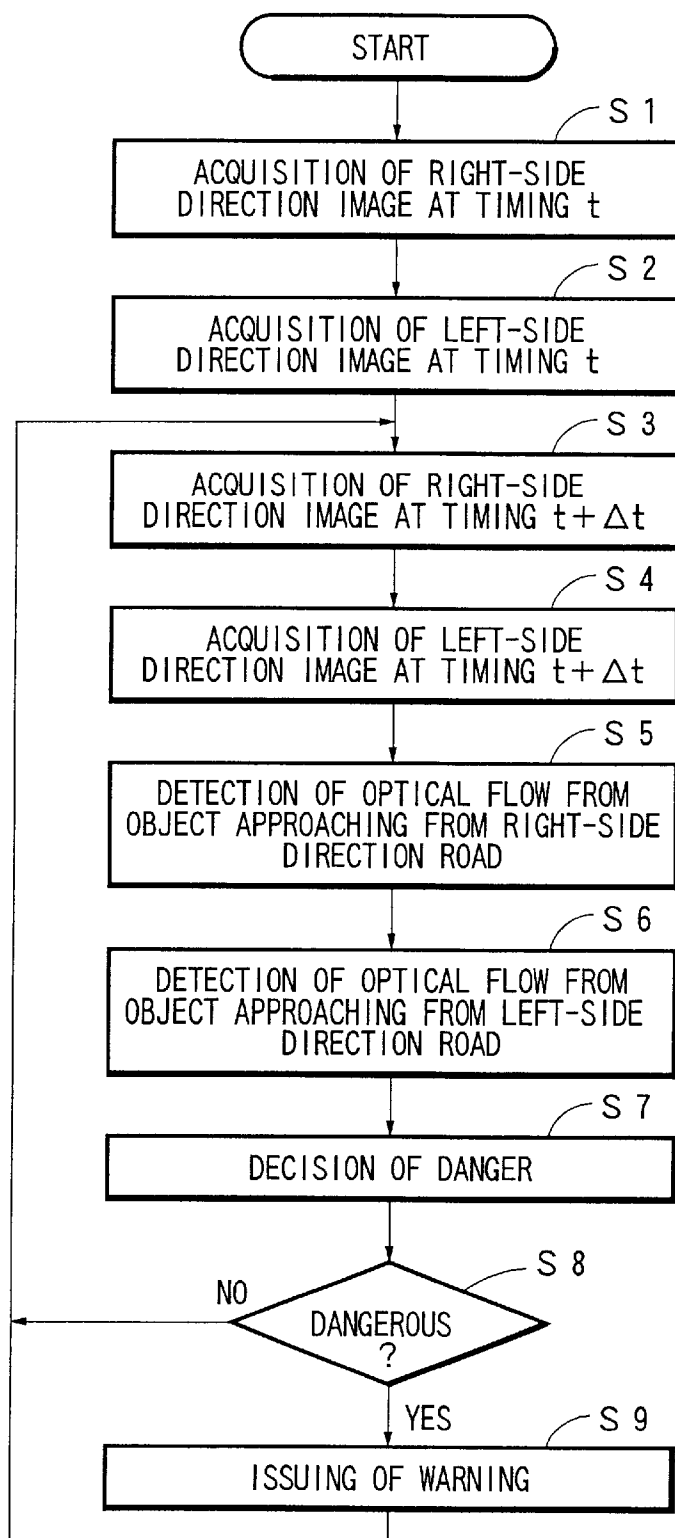 START
S 1
ACQUISITION OF RIGHT-SIDE
DIRECTION IMAGE AT TIMING t
S 2
ACQUISITION OF LEFT-SIDE
DIRECTION IMAGE AT TIMING t
S 3
ACQUISITION OF RIGHT-SIDE
DIRECTION IMAGE AT TIMING t+Δt
S 4
ACQUISITION OF LEFT-SIDE
DIRECTION IMAGE AT TIMING t+Δt
S 5
DETECTION OF OPTICAL FLOW FROM
OBJECT APPROACHING FROM RIGHT-SIDE
DIRECTION ROAD
S 6
DETECTION OF OPTICAL FLOW FROM
OBJECT APPROACHING FROM LEFT-SIDE
DIRECTION ROAD
S 7
DECISION OF DANGER
S 8
NO
DANGEROUS
?
YES
S 9
ISSUING OF WARNING